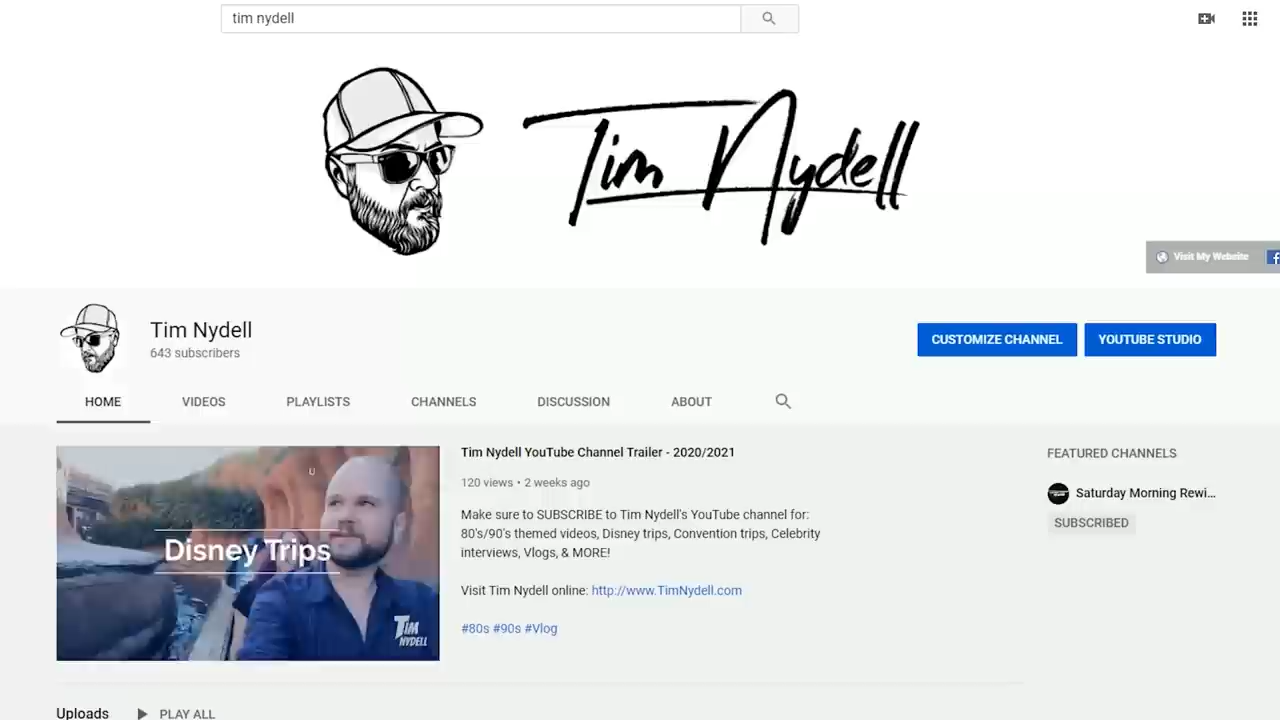 tim nydell
Tim Nydell
Visit My Website
Tim Nydell
643 subscribers
CUSTOMIZE CHANNEL
YOUTUBE STUDIO
HOME
VIDEOS
PLAYLISTS
CHANNELS
DISCUSSION
ABOUT
Disney Trips
TIM
NYDELL
Tim Nydell YouTube Channel Trailer - 2020/2021
120 views • 2 weeks ago
Make sure to SUBSCRIBE to Tim Nydell's YouTube channel for:
80's/90's themed videos, Disney trips, Convention trips, Celebrity
interviews, Vlogs, & MORE!
Visit Tim Nydell online: http://www.TimNydell.com
#80s #90s #Vlog
FEATURED CHANNELS
Saturday Morning Rewi...
SUBSCRIBED
Uploads
PLAY ALL